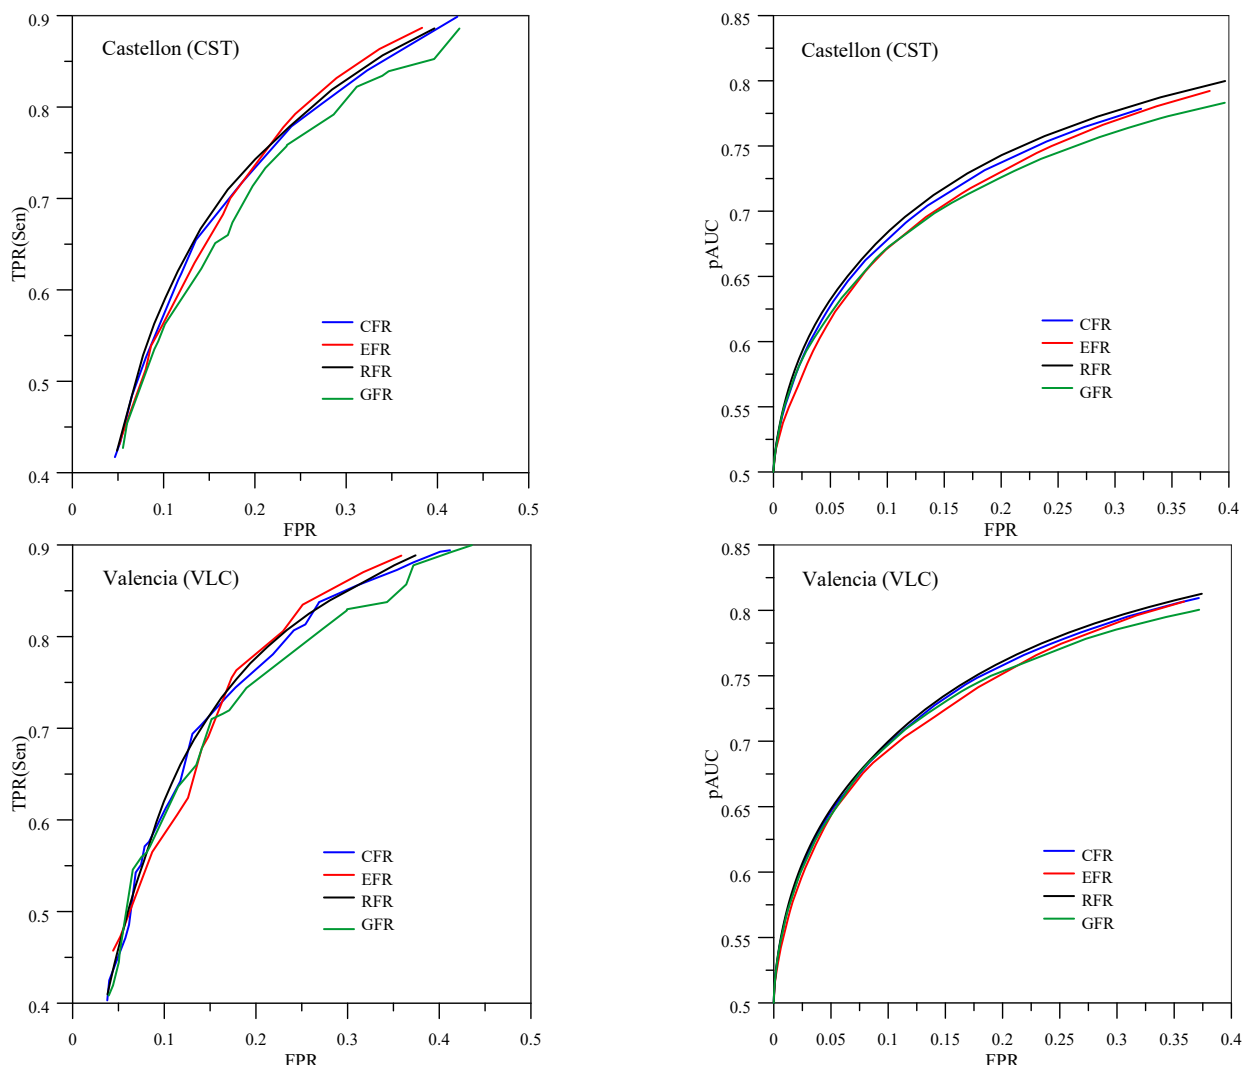 Castellon (CST)
TPR(Sen)
0.9
0.8
0.7
0.6
0.5
0.4
0 0.1 0.2 0.3 0.4 0.5
FPR
CFR
EFR
RFR
GFR
Castellon (CST)
pAUC
0.85
0.8
0.75
0.7
0.65
0.6
0.55
0.5
0 0.05 0.1 0.15 0.2 0.25 0.3 0.35 0.4
FPR
CFR
EFR
RFR
GFR
Valencia (VLC)
TPR(Sen)
0.9
0.8
0.7
0.6
0.5
0.4
0 0.1 0.2 0.3 0.4 0.5
FPR
CFR
EFR
RFR
GFR
Valencia (VLC)
pAUC
0.85
0.8
0.75
0.7
0.65
0.6
0.55
0.5
0 0.05 0.1 0.15 0.2 0.25 0.3 0.35 0.4
FPR
CFR
EFR
RFR
GFR